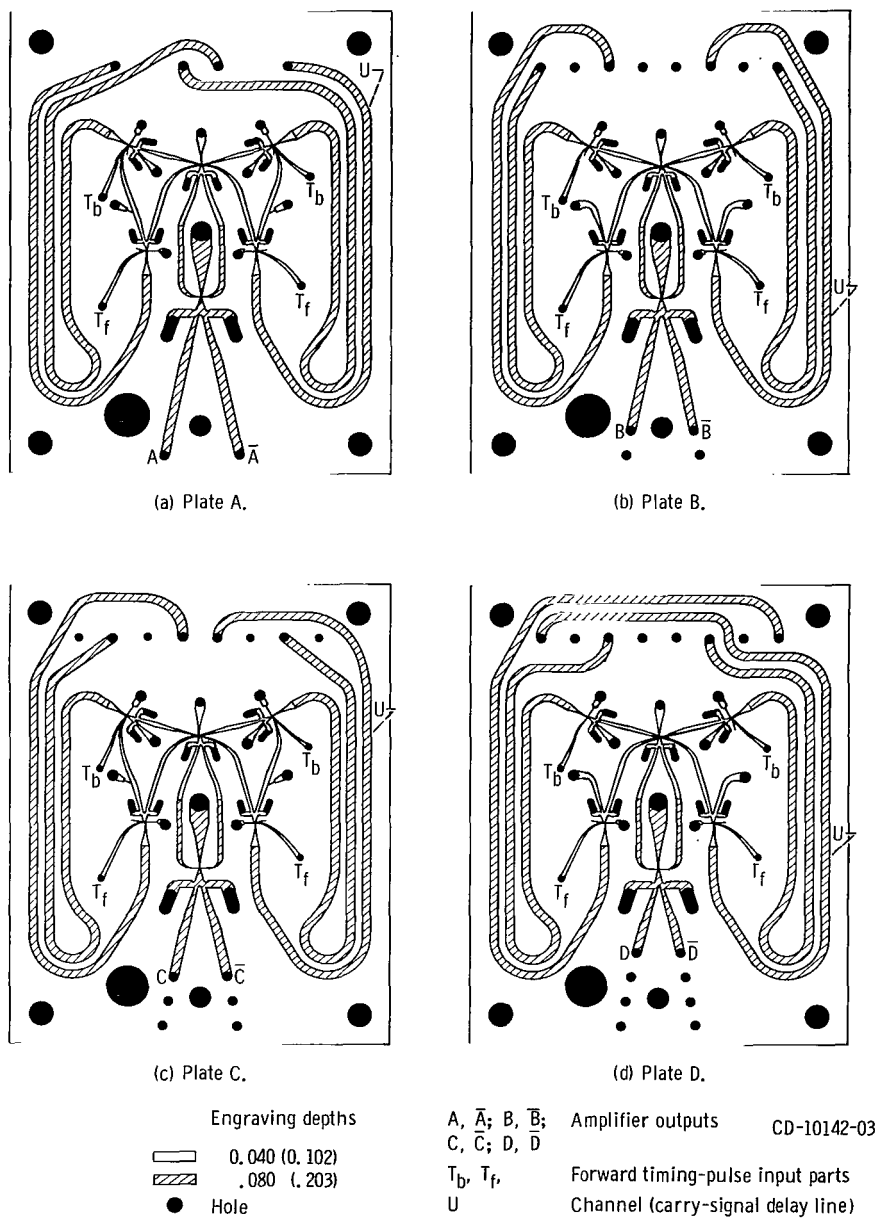 U
T_b
T_b
T_f
T_f
A
A̅
(a) Plate A.
T_b
T_b
U
T_f
T_f
B
B̅
(b) Plate B.
U
T_b
T_b
T_f
T_f
C
C̅
(c) Plate C.
T_b
T_b
U
T_f
T_f
D
D̅
(d) Plate D.
Engraving depths
0.040 (0.102)
.080 (.203)
Hole
A, A̅; B, B̅; Amplifier outputs
C, C̅; D, D̅
T_b, T_f, Forward timing-pulse input parts
U Channel (carry-signal delay line)
CD-10142-03